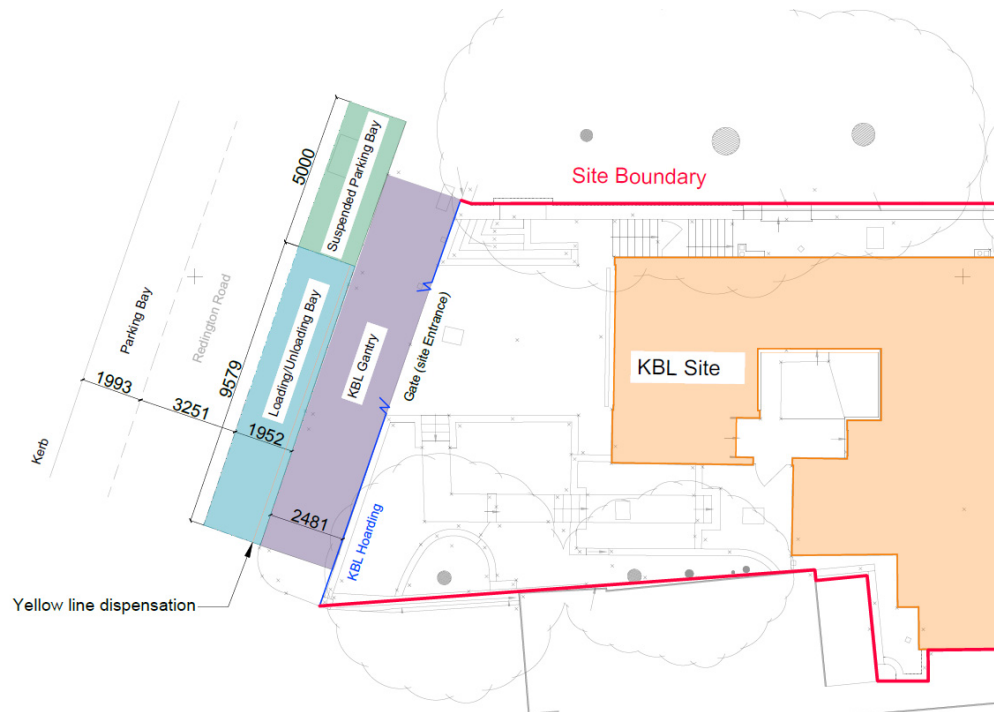 Site Boundary
5000
Suspended Parking Bay
Parking Bay
Redington Road
Gate (site Entrance)
Loading/Unloading Bay
KBL Gantry
KBL Site
9579
1993
3251
1952
Kerb
2481
KBL Hoarding
Yellow line dispensation